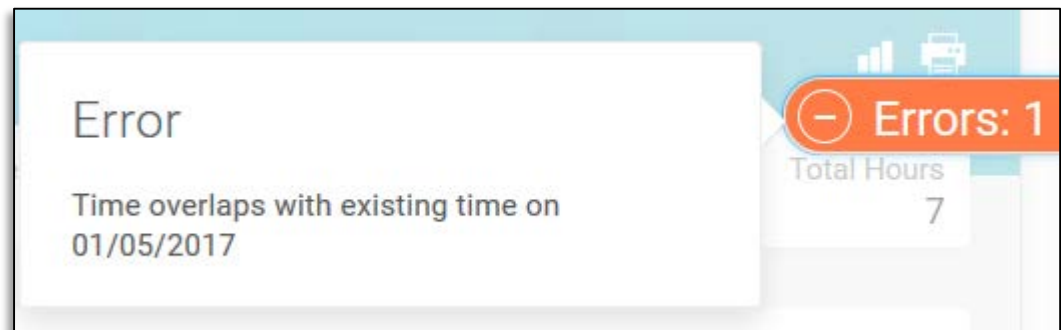 Error
Time overlaps with existing time on
01/05/2017
Errors: 1
Total Hours
7